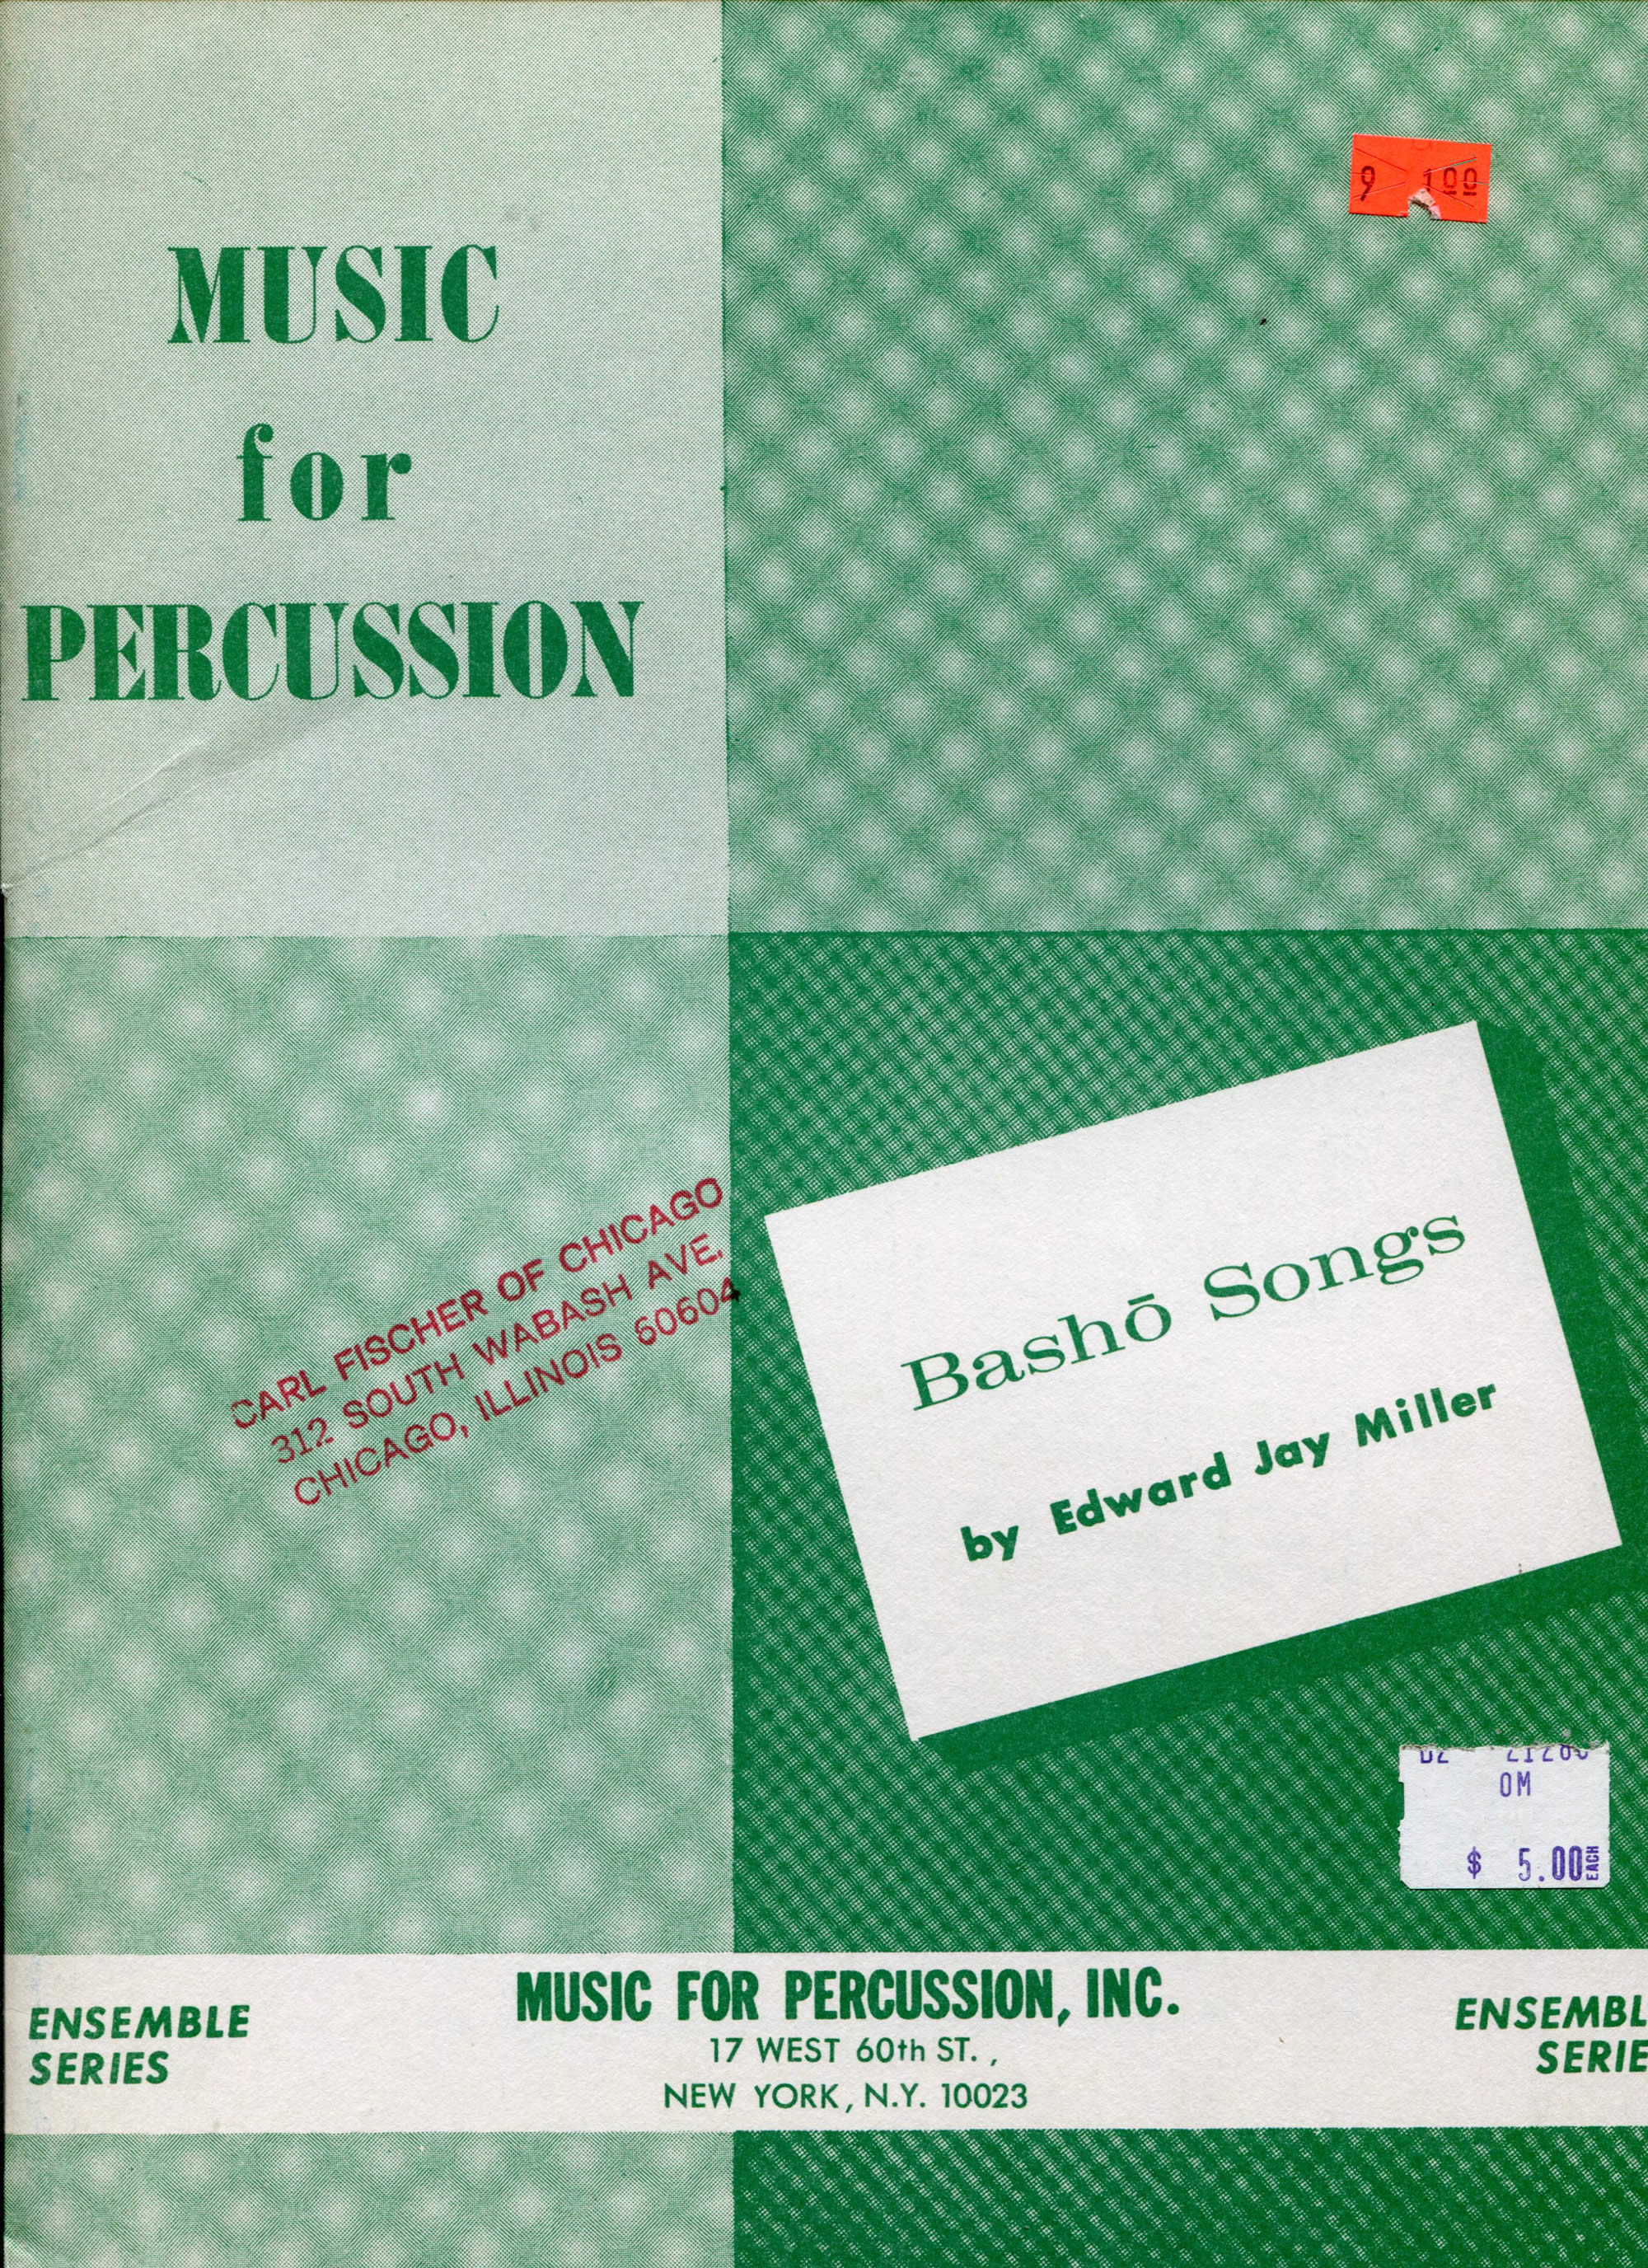 MUSIC
for
PERCUSSION
9 1 00
CARL FISCHER OF CHICAGO
312 SOUTH WABASH AVE.
CHICAGO, ILLINOIS 60604
Bashō Songs
by Edward Jay Miller
OM
$ 5.00 EACH
ENSEMBLE
SERIES
MUSIC FOR PERCUSSION, INC.
17 WEST 60th ST. ,
NEW YORK, N.Y. 10023
ENSEMBL
SERIE